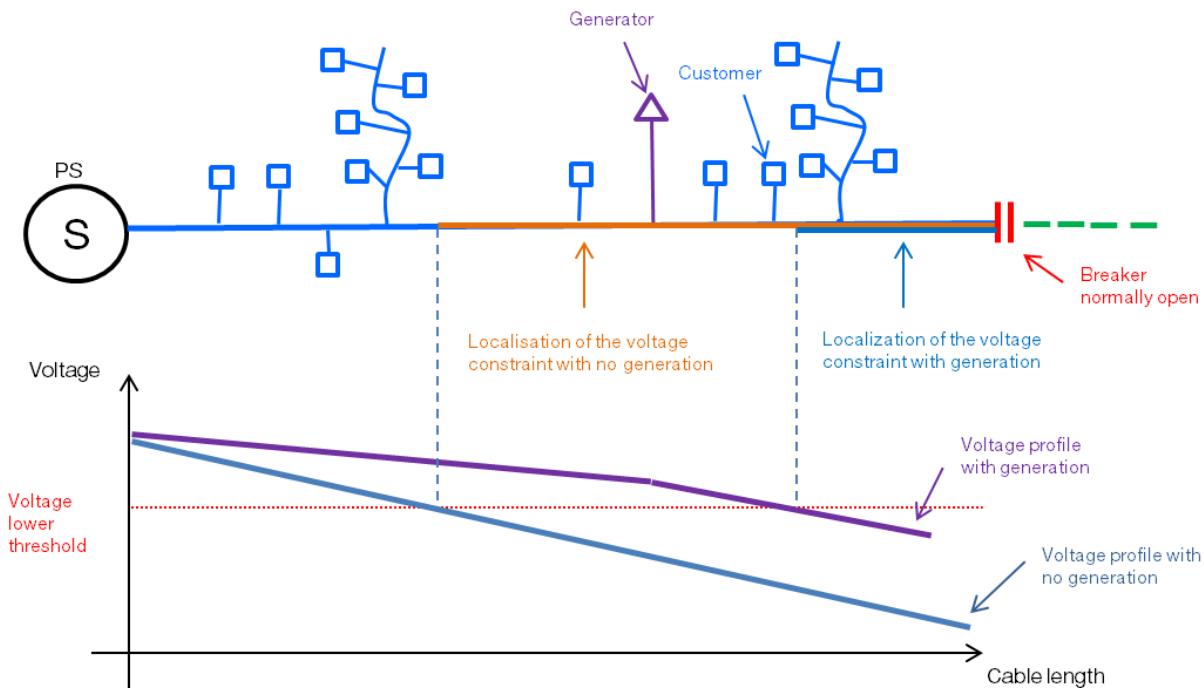 Generator
Customer
PS
S
Breaker
normally open
Localisation of the voltage
constraint with no generation
Localization of the voltage
constraint with generation
Voltage
Voltage profile
with generation
Voltage
lower
threshold
Voltage profile with
no generation
Cable length